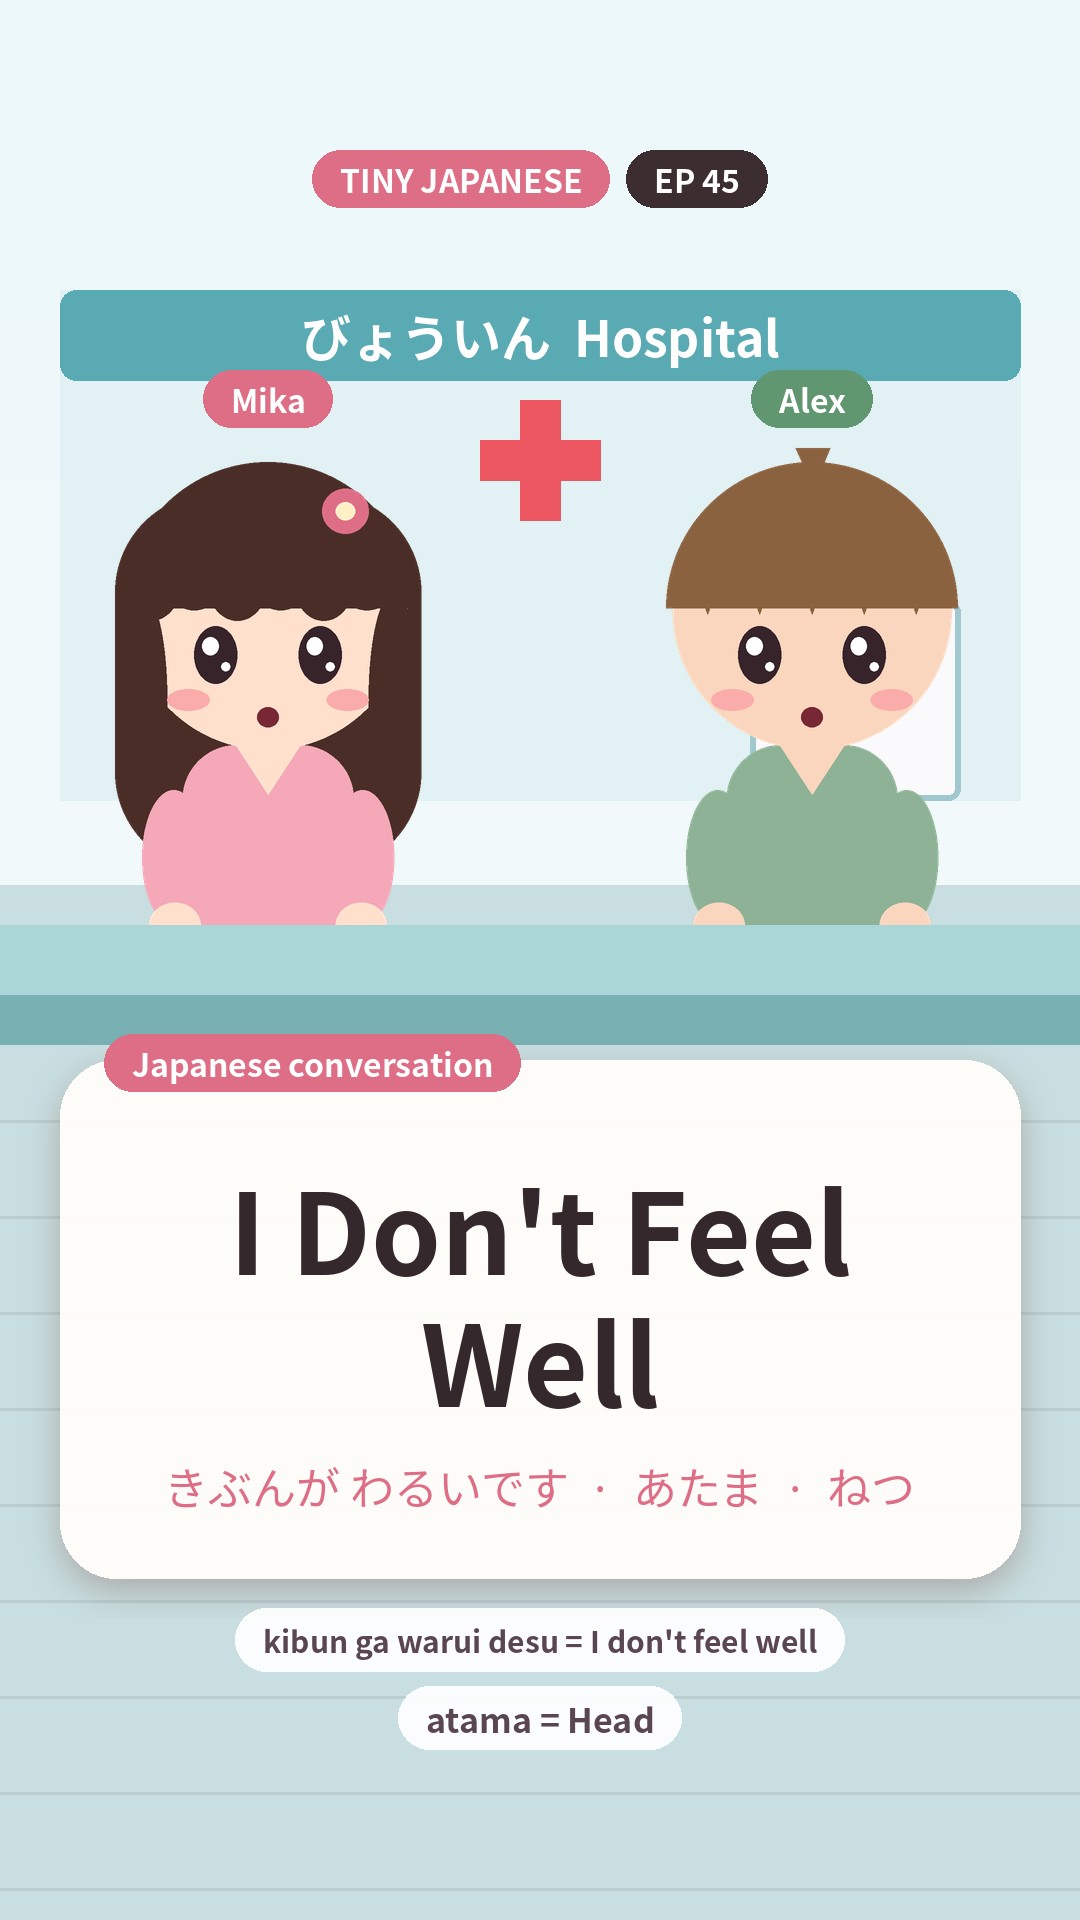 TINY JAPANESE EP 45
びょういん Hospital
Mika
Alex
Japanese conversation
I Don't Feel
Well
きぶんが わるいです · あたま · ねつ
kibun ga warui desu = I don't feel well
atama = Head